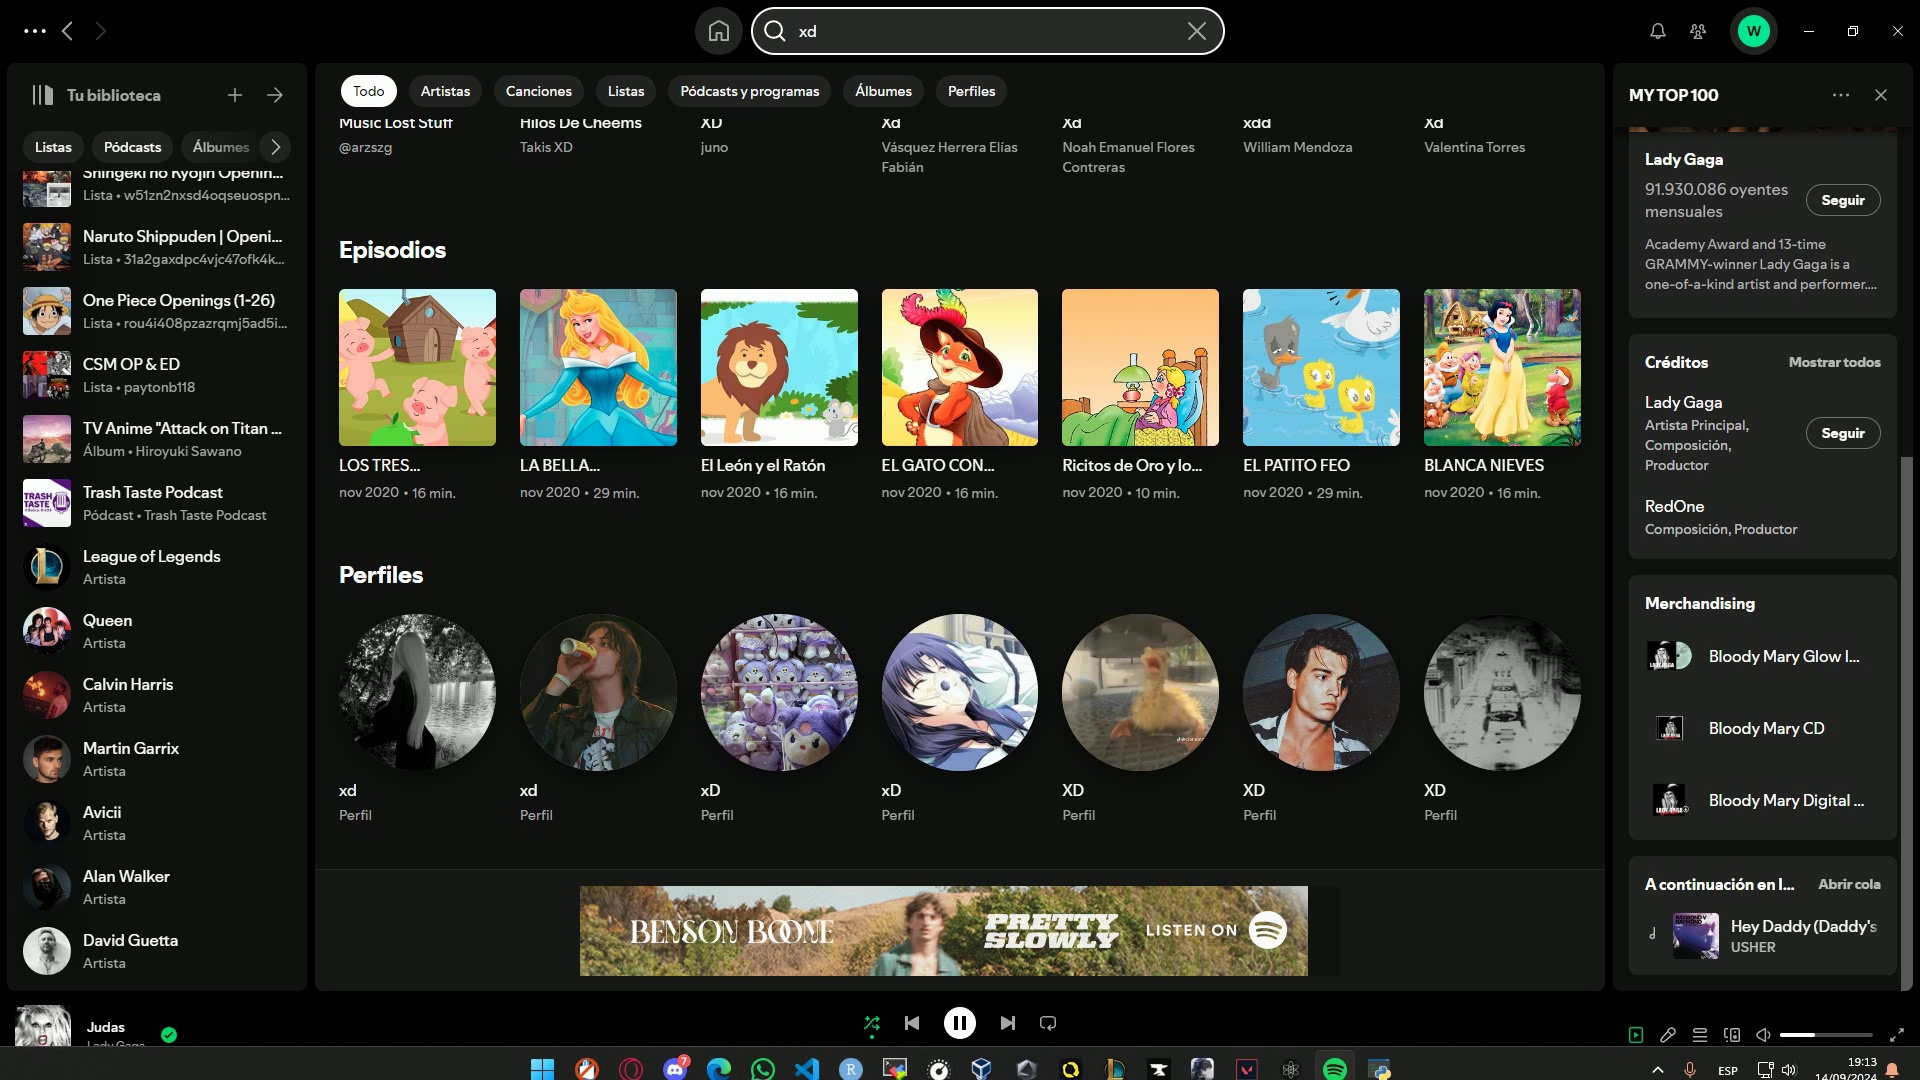 xd
W
Tu biblioteca
Listas
Pódcasts
Álbumes
Shingeki no Kyojin Openin...
Lista • w51zn2nxsd4oqseuospn...
Naruto Shippuden | Openi...
Lista • 31a2gaxdpc4vjc47ofk4k...
One Piece Openings (1-26)
Lista • rou4i408pzazrqmj5ad5i...
CSM OP & ED
Lista • paytonb118
TV Anime "Attack on Titan ...
Álbum • Hiroyuki Sawano
TRASH TASTE
Trash Taste Podcast
Pódcast • Trash Taste Podcast
League of Legends
Artista
Queen
Artista
Calvin Harris
Artista
Martin Garrix
Artista
Avicii
Artista
Alan Walker
Artista
David Guetta
Artista
Todo
Artistas
Canciones
Listas
Pódcasts y programas
Álbumes
Perfiles
Music Lost Stuff
@arzszg
Hilos De Cheems
Takis XD
XD
juno
Xd
Vásquez Herrera Elías
Fabián
Xd
Noah Emanuel Flores
Contreras
xdd
William Mendoza
Xd
Valentina Torres
Episodios
LOS TRES...
nov 2020 • 16 min.
LA BELLA...
nov 2020 • 29 min.
El León y el Ratón
nov 2020 • 16 min.
EL GATO CON...
nov 2020 • 16 min.
Ricitos de Oro y lo...
nov 2020 • 10 min.
EL PATITO FEO
nov 2020 • 29 min.
BLANCA NIEVES
nov 2020 • 16 min.
Perfiles
xd
Perfil
xd
Perfil
xD
Perfil
xD
Perfil
XD
Perfil
XD
Perfil
XD
Perfil
BENSON BOONE
PRETTY
SLOWLY
LISTEN ON
MY TOP 100
Lady Gaga
91.930.086 oyentes
mensuales
Seguir
Academy Award and 13-time
GRAMMY-winner Lady Gaga is a
one-of-a-kind artist and performer....
Créditos
Mostrar todos
Lady Gaga
Artista Principal,
Composición,
Productor
Seguir
RedOne
Composición, Productor
Merchandising
Bloody Mary Glow I...
Bloody Mary CD
Bloody Mary Digital ...
A continuación en l...
Abrir cola
Hey Daddy (Daddy's
USHER
Judas
Lady Gaga
7
ESP
19:13
14/09/2024